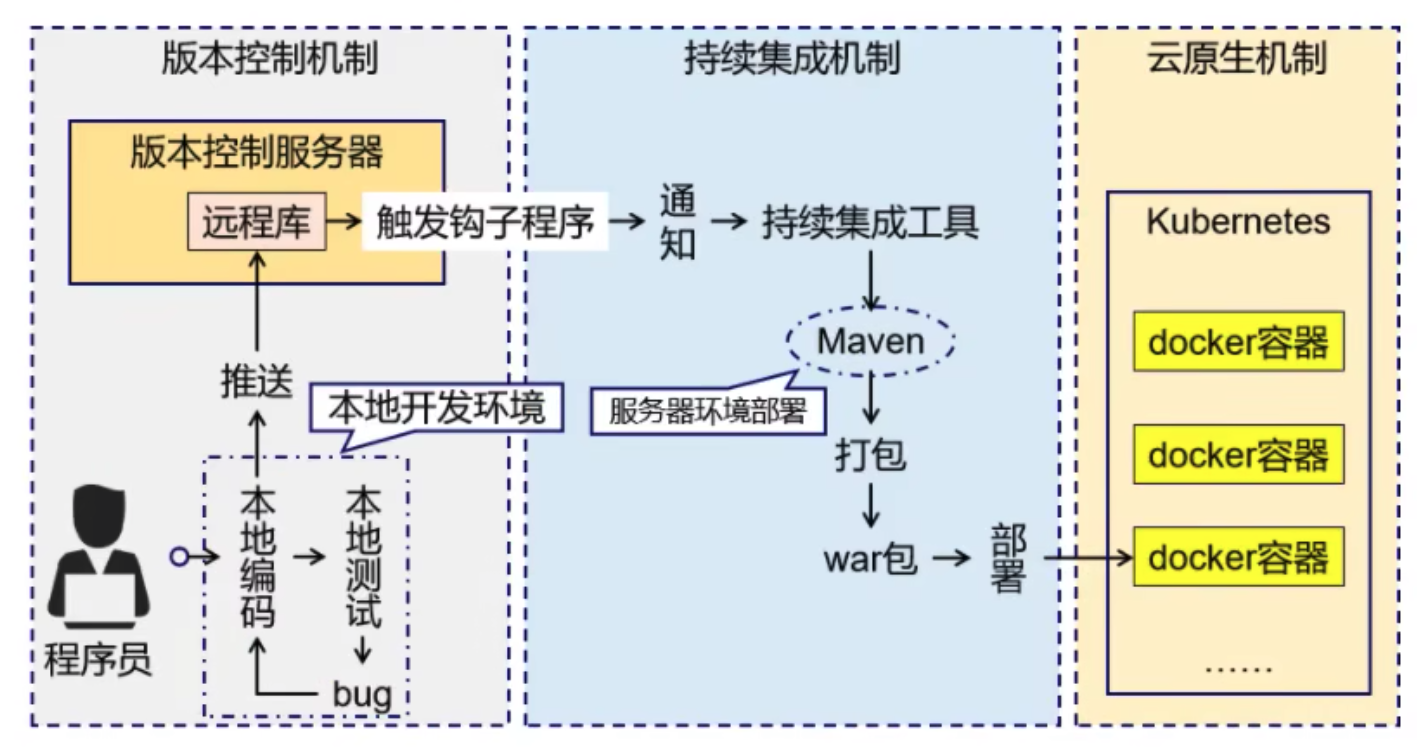 版本控制机制
版本控制服务器
远程库
触发钩子程序
推送
本地开发环境
本地编码
本地测试
bug
程序员
持续集成机制
通知
持续集成工具
Maven
服务器环境部署
打包
war包
部署
云原生机制
Kubernetes
docker容器
docker容器
docker容器
......